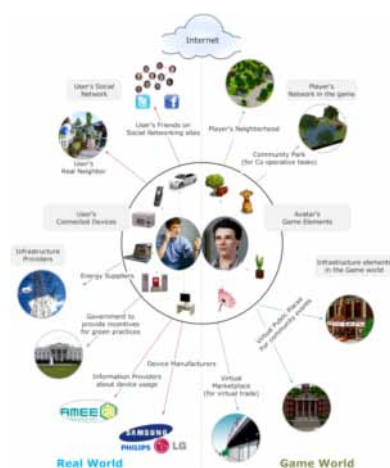 Internet
User's Social
Network
Player's
Network in the game
User's Friends on
Social Networking sites
Player's Neighborhood
User's
Real Neighbor
Community Park
(for Co-operative tasks)
User's
Connected Devices
Avatar's
Game Elements
Infrastructure
Providers
Infrastructure elements
in the Game world
Energy Suppliers
Virtual Public Places
For community events
Government to
provide incentives
for green practices
Device Manufacturers
Information Providers
about device usage
Virtual
Marketplace
(for virtual trade)
AMEE
SAMSUNG
PHILIPS
LG
Real World
Game World